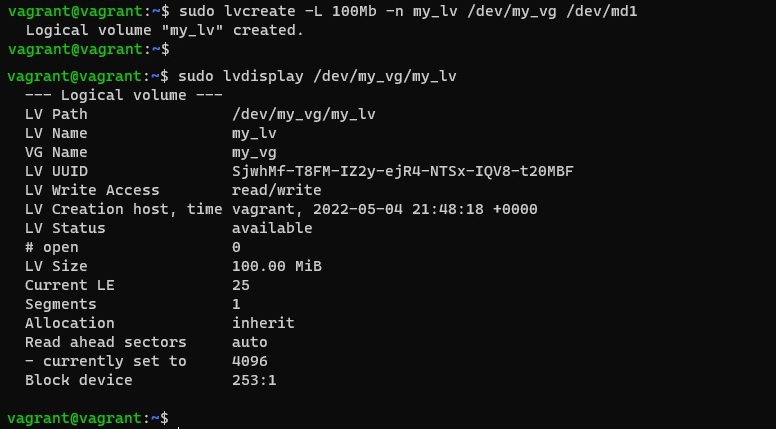 vagrant@vagrant:~$ sudo lvcreate -L 100Mb -n my_lv /dev/my_vg /dev/md1
  Logical volume "my_lv" created.
vagrant@vagrant:~$
vagrant@vagrant:~$ sudo lvdisplay /dev/my_vg/my_lv
  --- Logical volume ---
  LV Path                /dev/my_vg/my_lv
  LV Name                my_lv
  VG Name                my_vg
  LV UUID                SjwhMf-T8FM-IZ2y-ejR4-NTSx-IQV8-t20MBF
  LV Write Access        read/write
  LV Creation host, time vagrant, 2022-05-04 21:48:18 +0000
  LV Status              available
  # open                 0
  LV Size                100.00 MiB
  Current LE             25
  Segments               1
  Allocation             inherit
  Read ahead sectors     auto
  - currently set to     4096
  Block device           253:1
vagrant@vagrant:~$